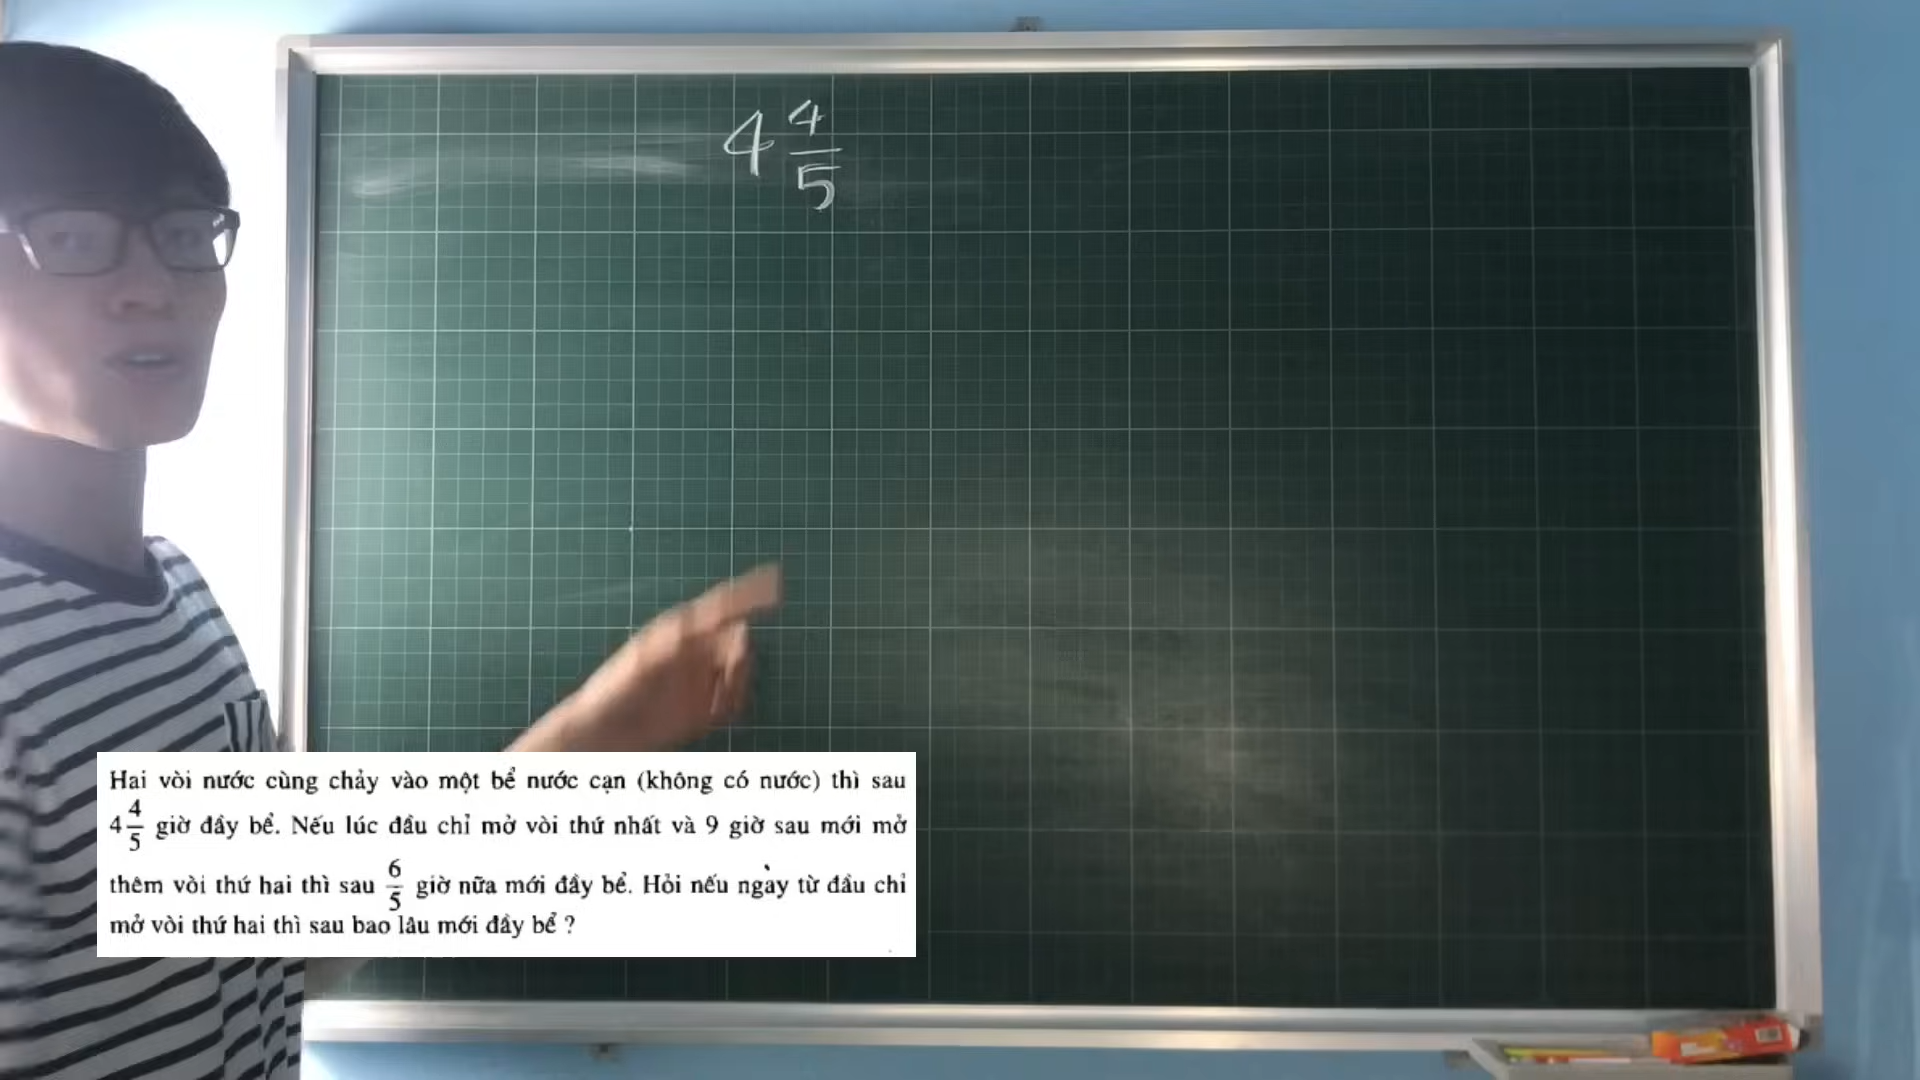 4 4/5
Hai vòi nước cùng chảy vào một bể nước cạn (không có nước) thì sau
4 4/5 giờ đầy bể. Nếu lúc đầu chỉ mở vòi thứ nhất và 9 giờ sau mới mở
thêm vòi thứ hai thì sau 6/5 giờ nữa mới đầy bể. Hỏi nếu ngay từ đầu chỉ
mở vòi thứ hai thì sau bao lâu mới đầy bể ?